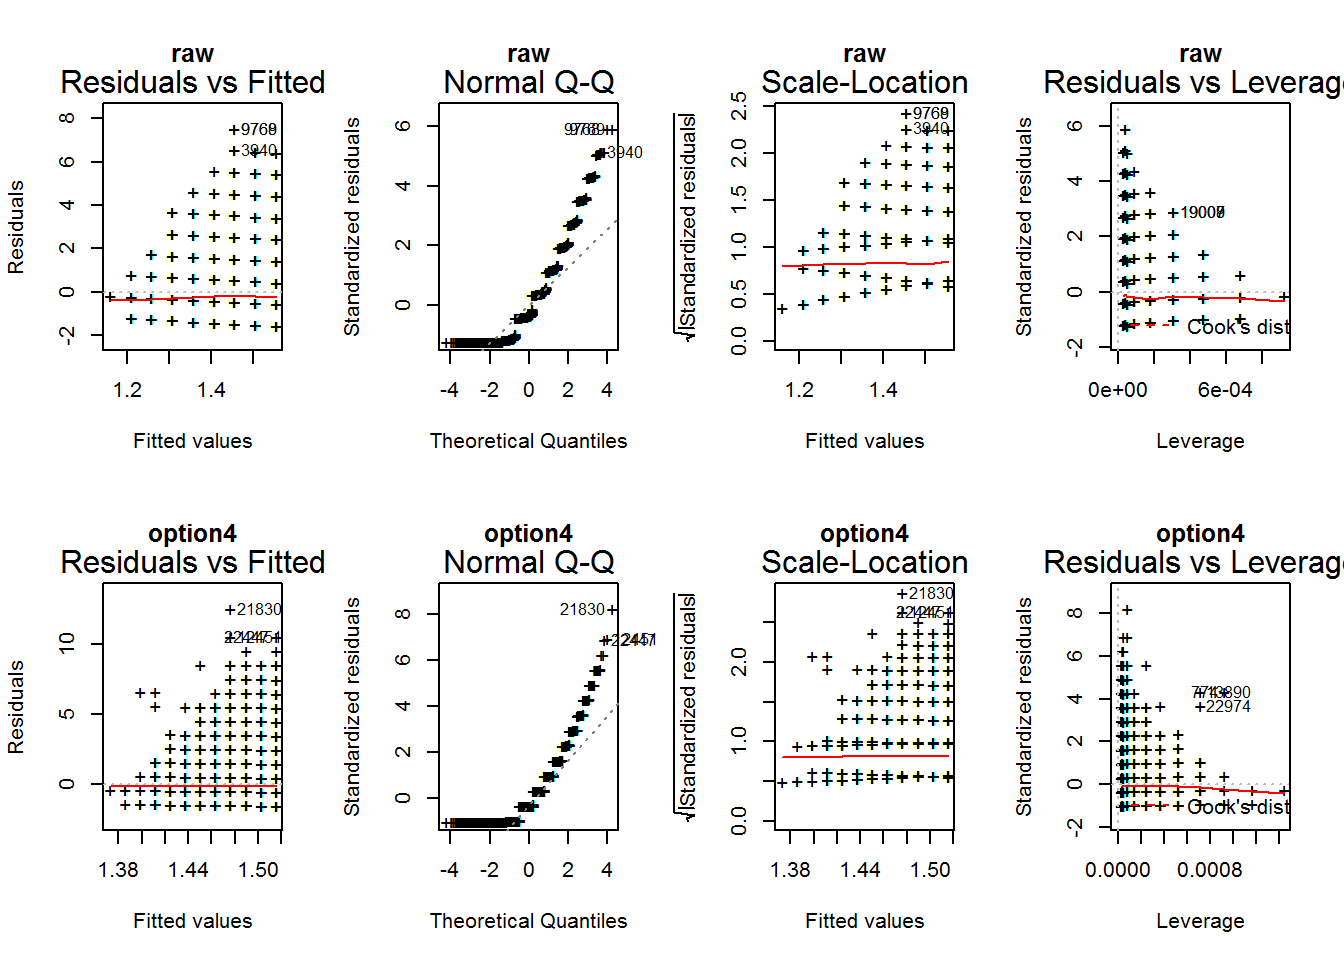 raw
Residuals vs Fitted
Residuals
8
6
4
2
0
-2
9769
3940
1.2
1.4
Fitted values
raw
Normal Q-Q
Standardized residuals
6
4
2
0
3940
-4
-2
0
2
4
Theoretical Quantiles
raw
Scale-Location
√|Standardized residuals|
2.5
2.0
1.5
1.0
0.5
0.0
9769
3940
1.2
1.4
Fitted values
raw
Residuals vs Leverage
Standardized residuals
6
4
2
0
-2
Cook's dist
0e+00
6e-04
Leverage
option4
Residuals vs Fitted
Residuals
10
5
0
21830
1.38
1.44
1.50
Fitted values
option4
Normal Q-Q
Standardized residuals
8
6
4
2
0
21830
-4
-2
0
2
4
Theoretical Quantiles
option4
Scale-Location
√|Standardized residuals|
2.0
1.0
0.0
21830
1.38
1.44
1.50
Fitted values
option4
Residuals vs Leverage
Standardized residuals
8
6
4
2
0
-2
22974
Cook's dist
0.0000
0.0008
Leverage